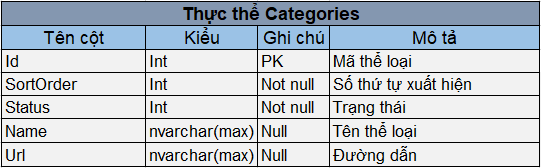 Thực thể Categories
Tên cột Kiểu Ghi chú Mô tả
Id Int PK Mã thể loại
SortOrder Int Not null Số thứ tự xuất hiện
Status Int Not null Trạng thái
Name nvarchar(max) Null Tên thể loại
Url nvarchar(max) Null Đường dẫn